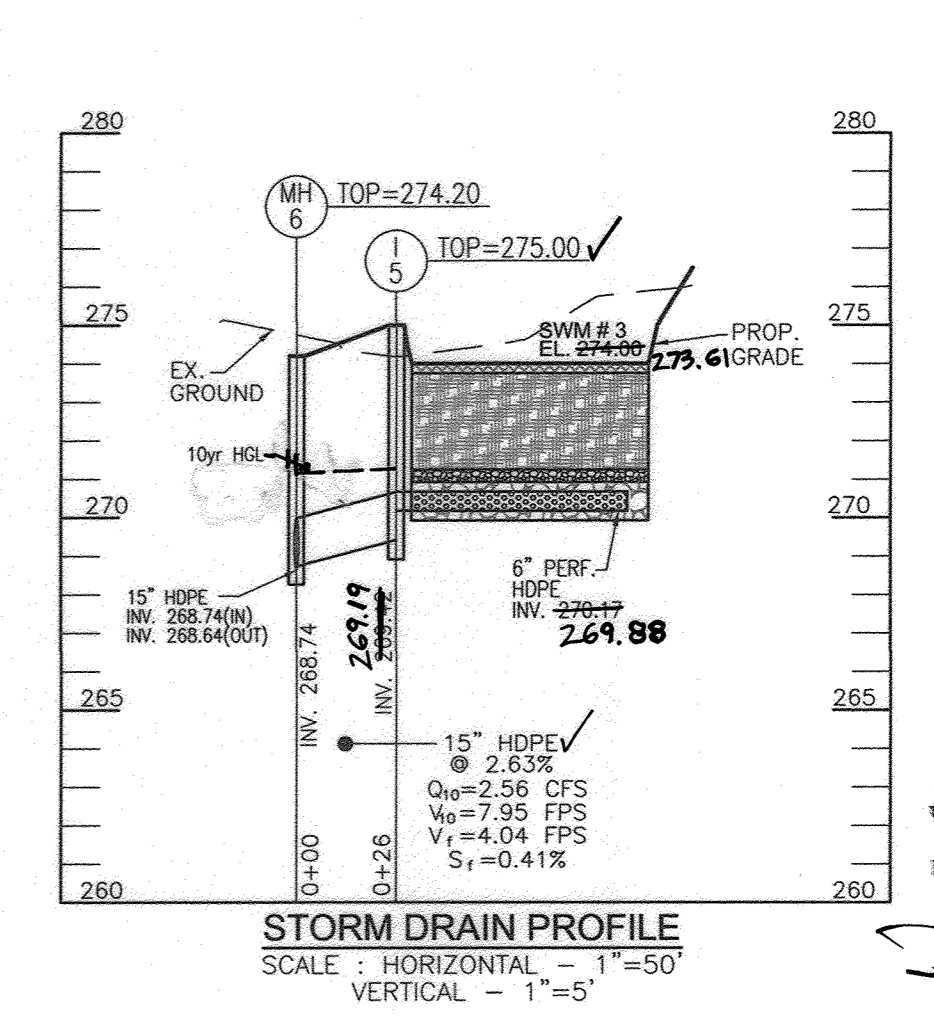 280
280
MH
6
TOP=274.20
I
5
TOP=275.00 ✓
275
275
SWM # 3
EL. 274.00
273.61
PROP.
GRADE
EX.
GROUND
10yr HGL
270
270
6" PERF.
HDPE
INV. 270.17
269.88
15" HDPE
INV. 268.74(IN)
INV. 268.64(OUT)
INV. 268.74
269.19
INV.
265
265
15" HDPE ✓
@ 2.63%
Q10=2.56 CFS
V10=7.95 FPS
Vf=4.04 FPS
Sf=0.41%
0+00
0+26
260
260
STORM DRAIN PROFILE
SCALE : HORIZONTAL - 1"=50'
VERTICAL - 1"=5'